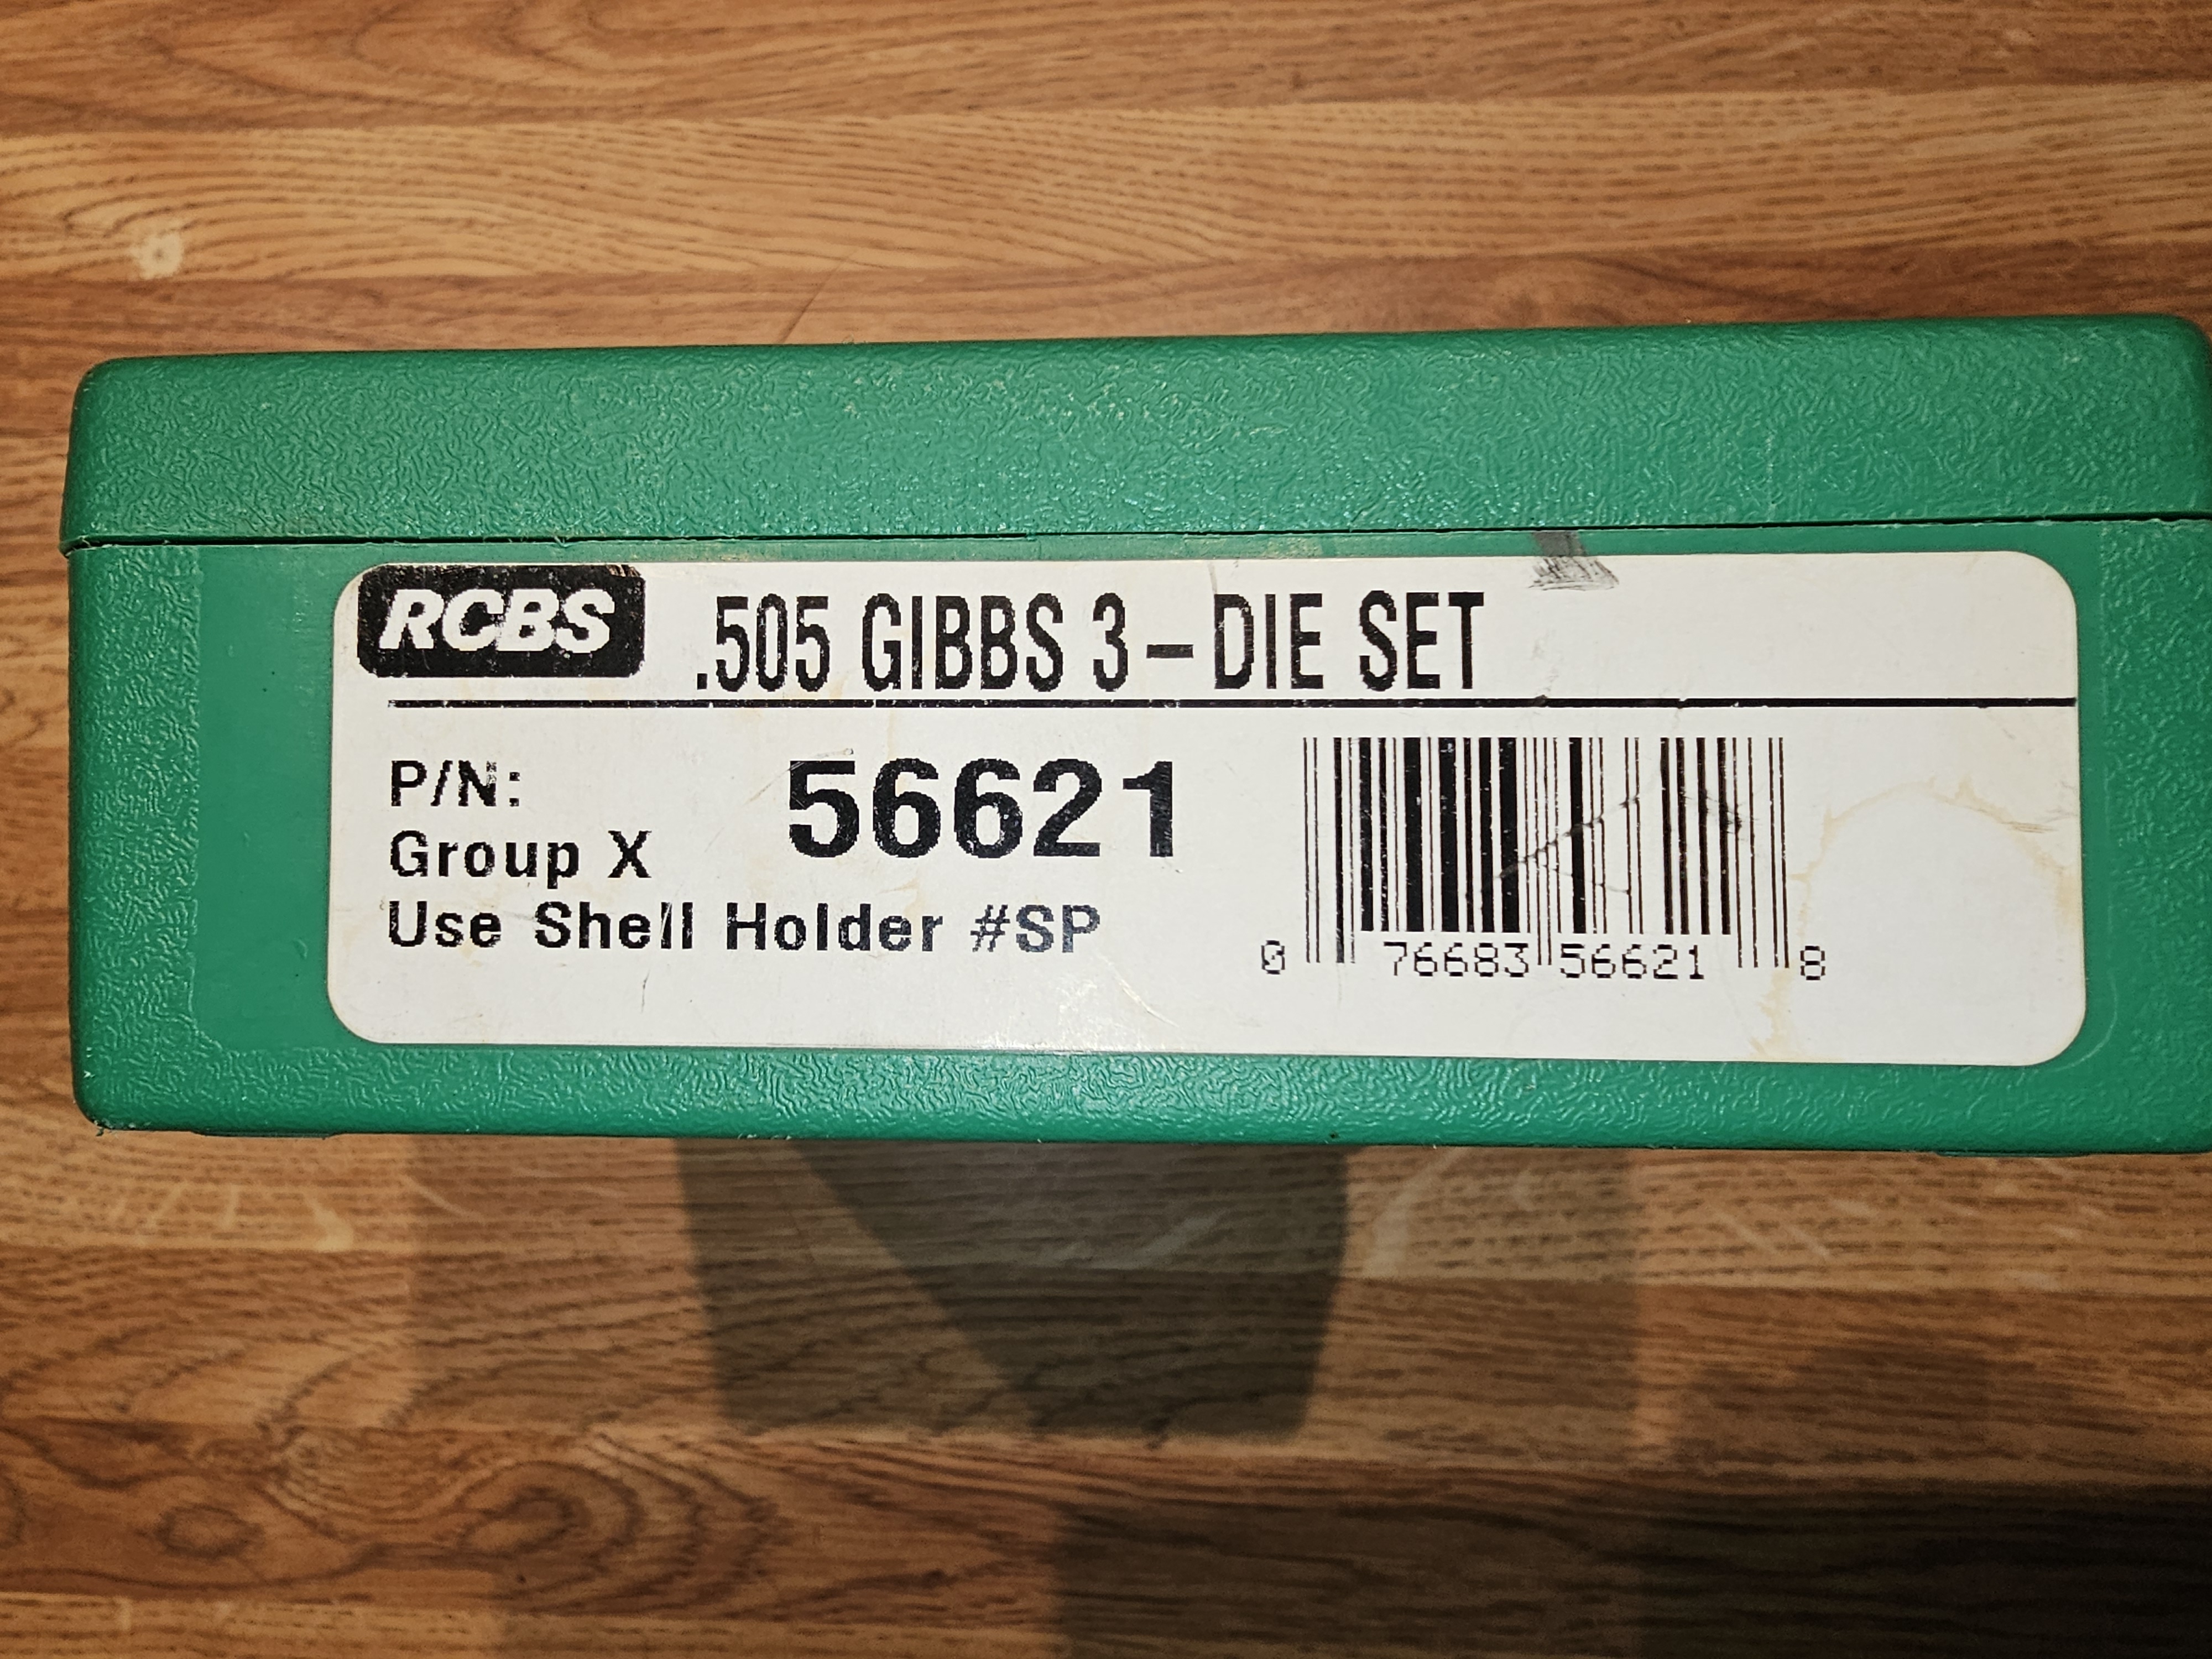 RCBS .505 GIBBS 3-DIE SET
P/N: 56621
Group X
Use Shell Holder #SP
0 76683 56621 8